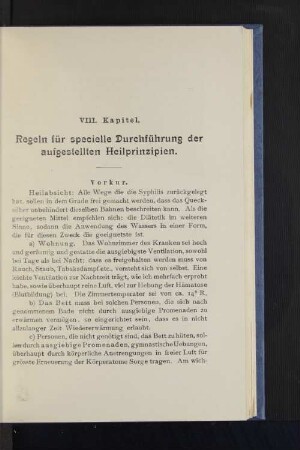 VIII. Kapitel.
Regeln für specielle Durchführung der
aufgestellten Heilprinzipien.
Vorkur.
Heilabsicht: Alle die Wege die die Syphilis zurückgelegt
hat, sollen in dem Grade frei gemacht werden, dass das Queck-
silber unbehindert dieselben Bahnen beschreiten kann. Als die
geeigneten Mittel empfehlen sich: die Diätetik im weiteren
Sinne, sodann die Anwendung des Wassers in einer Form,
die für diesen Zweck die geeignetste ist.
a) Wohnung. Das Wohnzimmer des Kranken sei hoch
und geräumig und gestatte die ausgiebigste Ventilation, sowohl
bei Tage als bei Nacht: dass es freigehalten werden muss von
Rauch, Staub, Tabaksdampf etc., versteht sich von selbst. Eine
leichte Ventilation zur Nachtzeit trägt, wie ich mehrfach erprobt
habe, sowie überhaupt reine Luft, viel zur Hebung der Hämatose
(Blutbildung) bei. Die Zimmertemperatur sei von ca. 14° R.
b) Das Bett muss bei solchen Personen, die sich nach
genommenen Bade nicht durch ausgiebige Promenaden zu
erwärmen vermögen, so eingerichtet sein, dass es in nicht
allzulanger Zeit Wiedererwärmung erlaubt.
c) Personen, die nicht genötigt sind, das Bett zu hüten, sol-
len durch ausgiebige Promenaden, gymnastische Uebungen,
überhaupt durch körperliche Anstrengungen in freier Luft für
grösste Erneuerung der Körperatome Sorge tragen. Am wich-